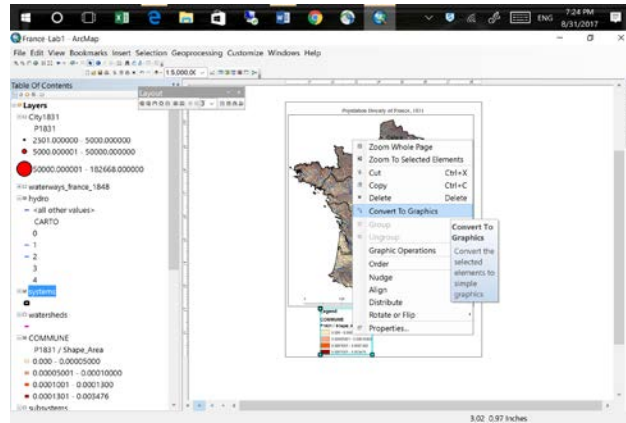 7:24 PM
ENG
8/31/2017
France-Lab1 - ArcMap
File Edit View Bookmarks Insert Selection Geoprocessing Customize Windows Help
Table Of Contents
Layout
Layers
City1831
P1831
2501.000000 - 5000.000000
5000.000001 - 50000.000000
50000.000001 - 182668.000000
waterways_france_1848
hydro
<all other values>
CARTO
0
1
2
3
4
systems
watersheds
COMMUNE
P1831 / Shape_Area
0.000 - 0.00005000
0.00005001 - 0.00010000
0.0001001 - 0.0001300
0.0001301 - 0.003476
subsystems
Population Density of France, 1831
Zoom Whole Page
Zoom To Selected Elements
Cut Ctrl+X
Copy Ctrl+C
Delete Delete
Convert To Graphics
Group
Ungroup
Graphic Operations
Order
Nudge
Align
Distribute
Rotate or Flip
Properties...
Convert To
Graphics
Convert the
selected
elements to
simple
graphics
Legend
COMMUNE
3.02 0.97 Inches